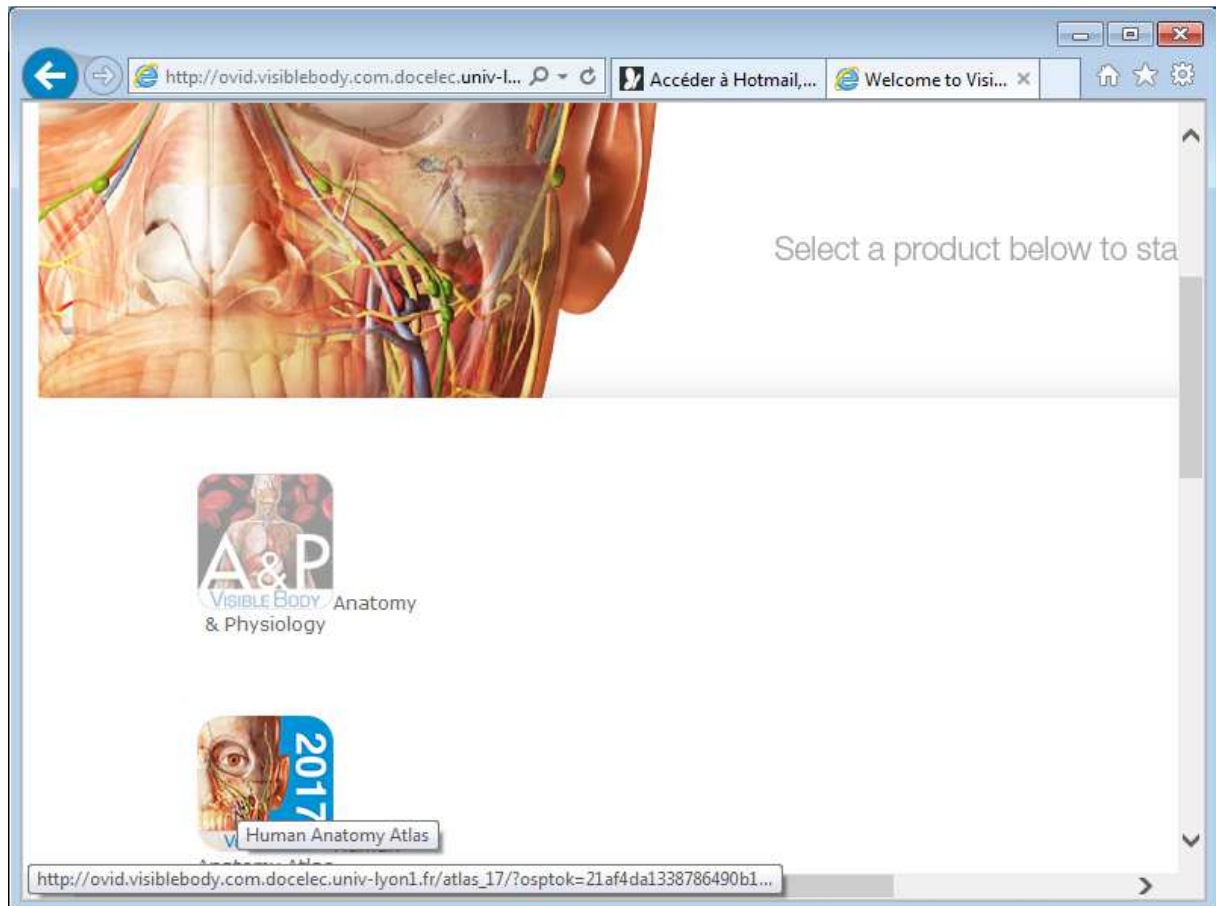 http://ovid.visiblebody.com.docelec.univ-l...
Accéder à Hotmail,...
Welcome to Visi...
Select a product below to sta
A&P
VISIBLE BODY
Anatomy
& Physiology
2017
Human Anatomy Atlas
http://ovid.visiblebody.com.docelec.univ-lyon1.fr/atlas_17/?osptok=21af4da1338786490b1...